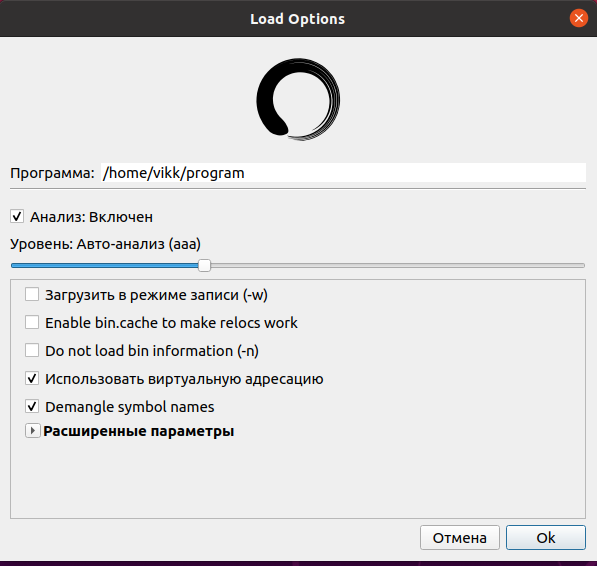 Load Options
Программа: /home/vikk/program
Анализ: Включен
Уровень: Авто-анализ (aaa)
Загрузить в режиме записи (-w)
Enable bin.cache to make relocs work
Do not load bin information (-n)
Использовать виртуальную адресацию
Demangle symbol names
Расширенные параметры
Отмена Ok